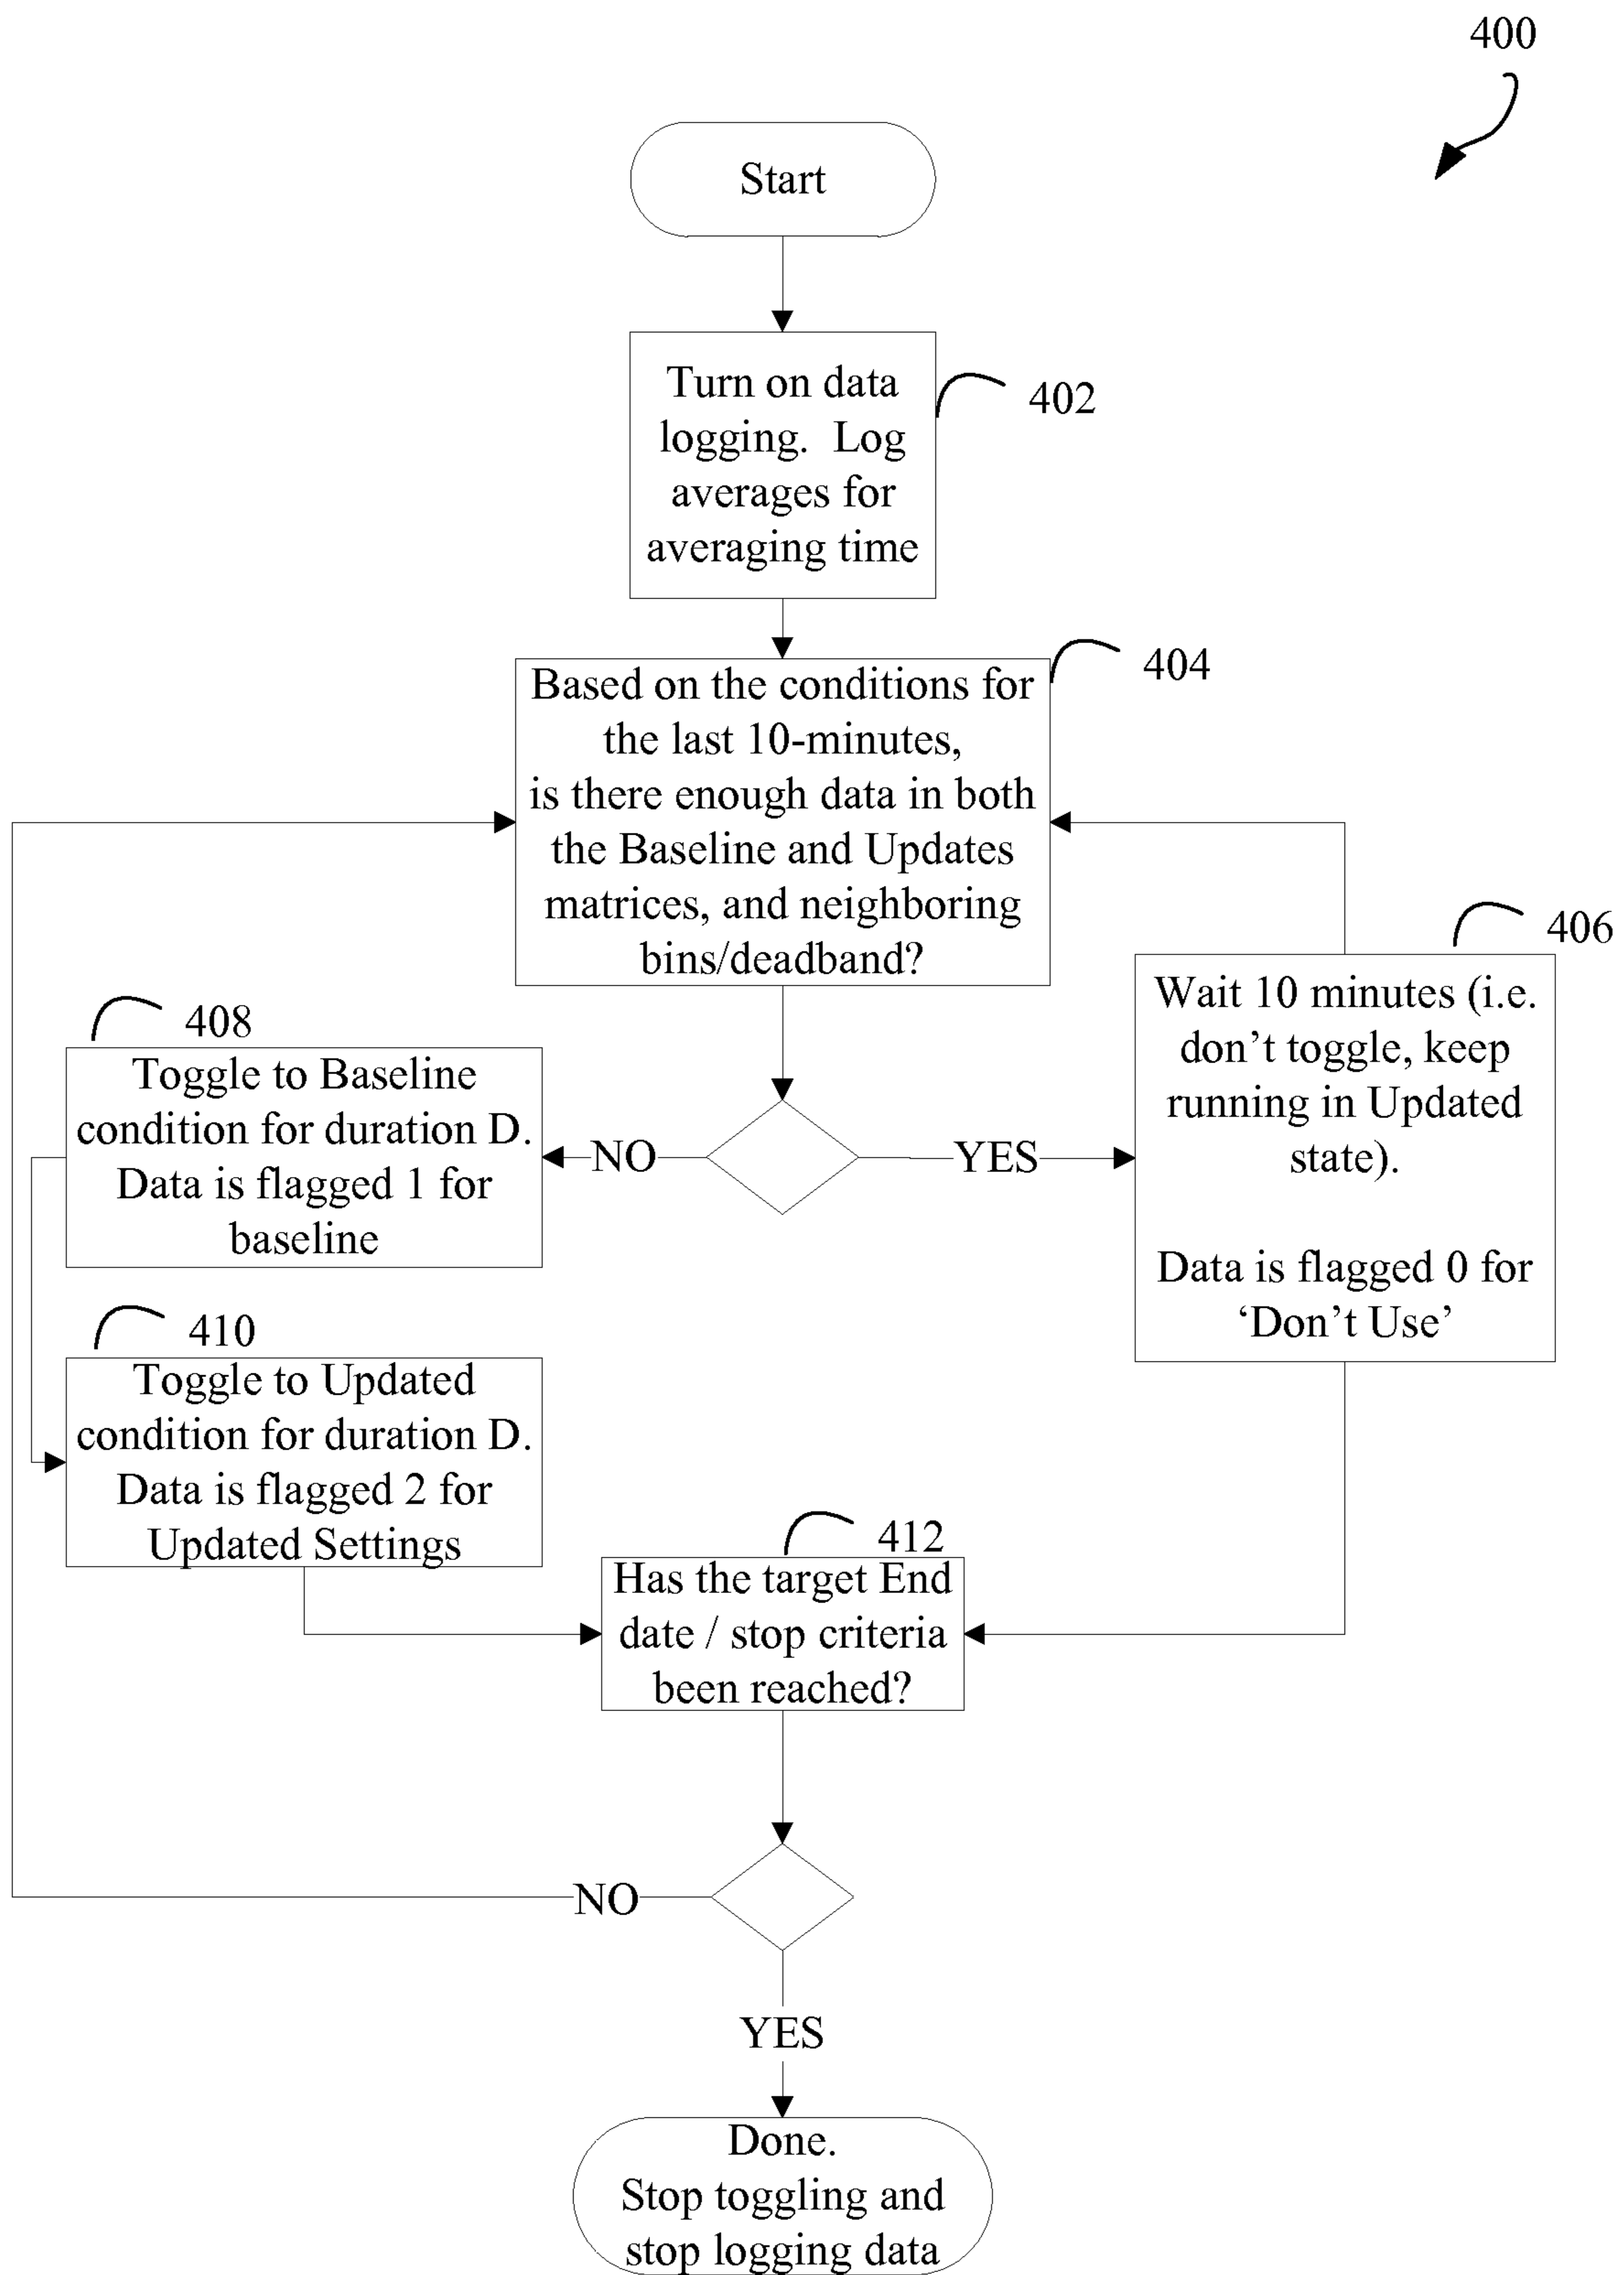 400
Start
Turn on data
logging.  Log
averages for
averaging time
402
Based on the conditions for
the last 10-minutes,
is there enough data in both
the Baseline and Updates
matrices, and neighboring
bins/deadband?
404
406
Wait 10 minutes (i.e.
don’t toggle, keep
running in Updated
state).
Data is flagged 0 for
‘Don’t Use’
408
Toggle to Baseline
condition for duration D.
Data is flagged 1 for
baseline
NO
YES
410
Toggle to Updated
condition for duration D.
Data is flagged 2 for
Updated Settings
412
Has the target End
date / stop criteria
been reached?
NO
YES
Done.
Stop toggling and
stop logging data